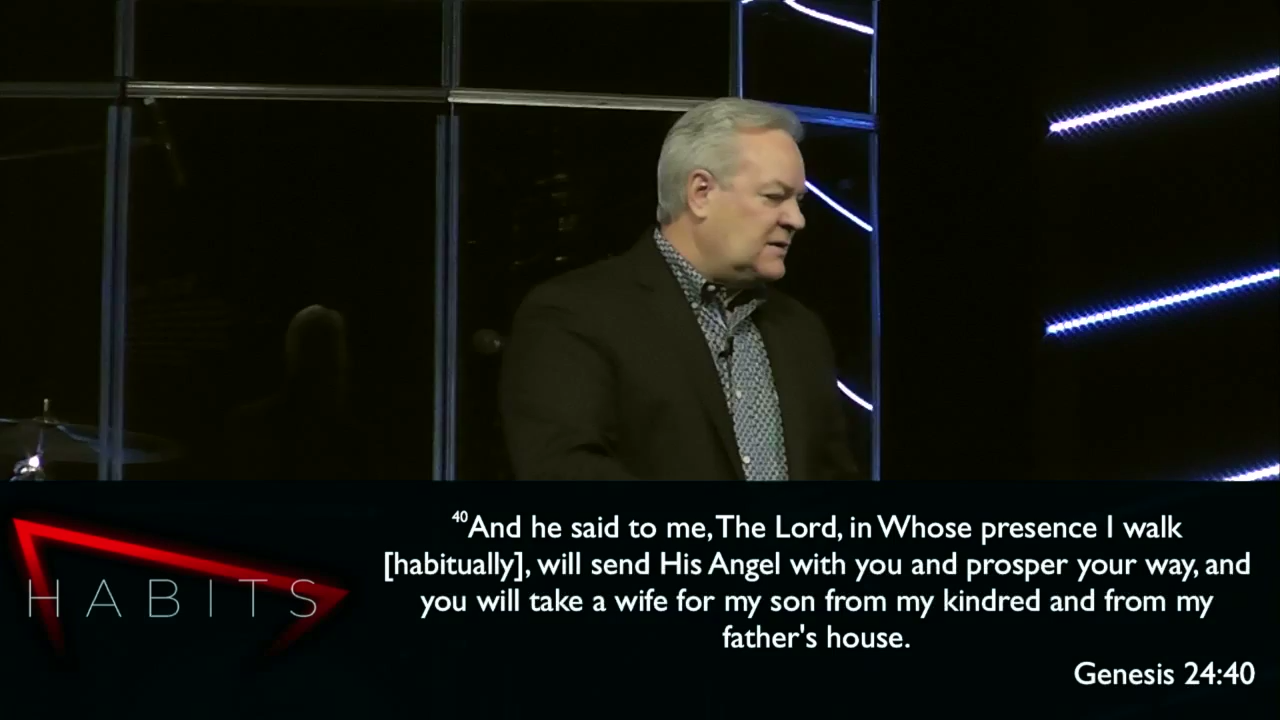 HABITS
40And he said to me, The Lord, in Whose presence I walk
[habitually], will send His Angel with you and prosper your way, and
you will take a wife for my son from my kindred and from my
father's house.
Genesis 24:40